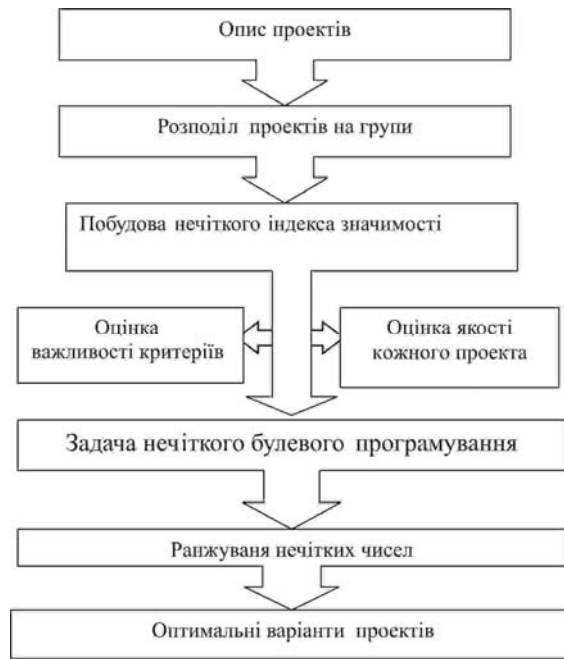 Опис проектів
Розподіл проектів на групи
Побудова нечіткого індекса значимості
Оцінка
важливості критеріїв
Оцінка якості
кожного проекта
Задача нечіткого булевого програмування
Ранжуваня нечітких чисел
Оптимальні варіанти проектів